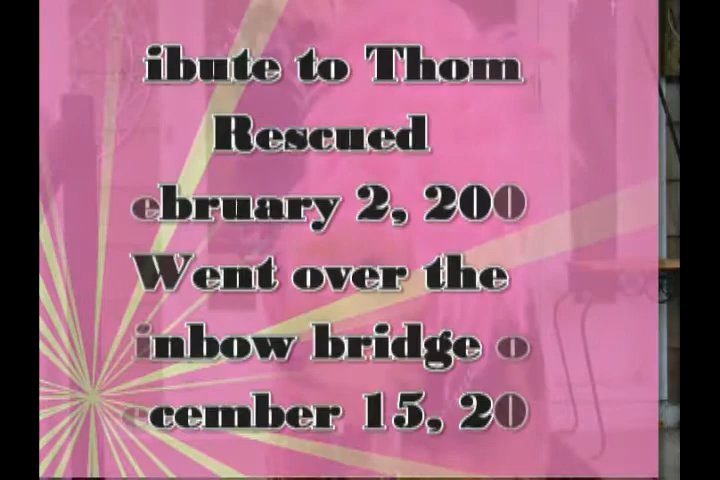 ibute to Thom
Rescued
ebruary 2, 200
Went over the
inbow bridge o
ecember 15, 20